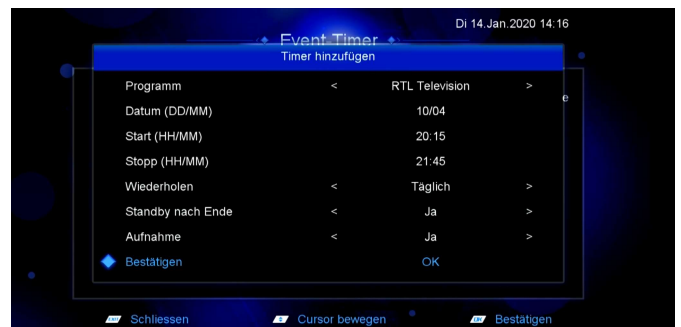 Di 14.Jan.2020 14:16
Event Timer
Timer hinzufügen
Programm < RTL Television >
e
Datum (DD/MM) 10/04
Start (HH/MM) 20:15
Stopp (HH/MM) 21:45
Wiederholen < Täglich >
Standby nach Ende < Ja >
Aufnahme < Ja >
Bestätigen OK
EXIT Schliessen Cursor bewegen OK Bestätigen